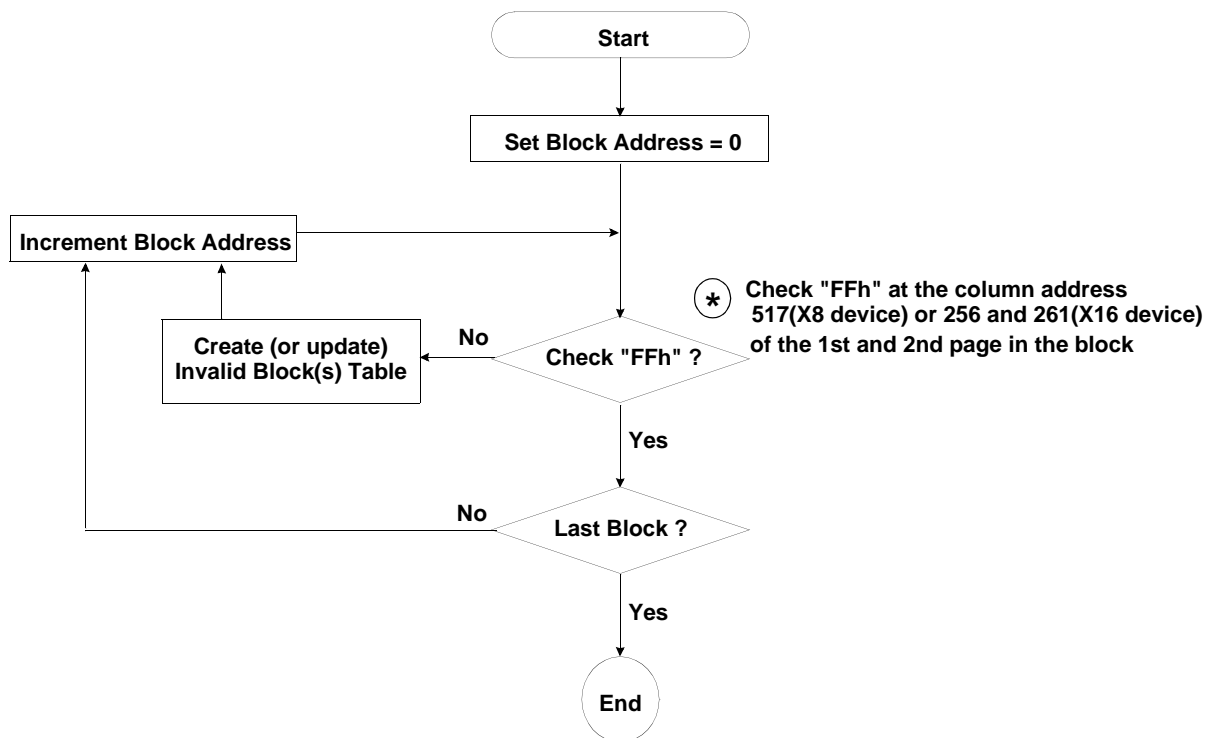 Start
Set Block Address = 0
Increment Block Address
* Check "FFh" at the column address
517(X8 device) or 256 and 261(X16 device)
of the 1st and 2nd page in the block
No
Create (or update)
Invalid Block(s) Table
Check "FFh" ?
Yes
No
Last Block ?
Yes
End